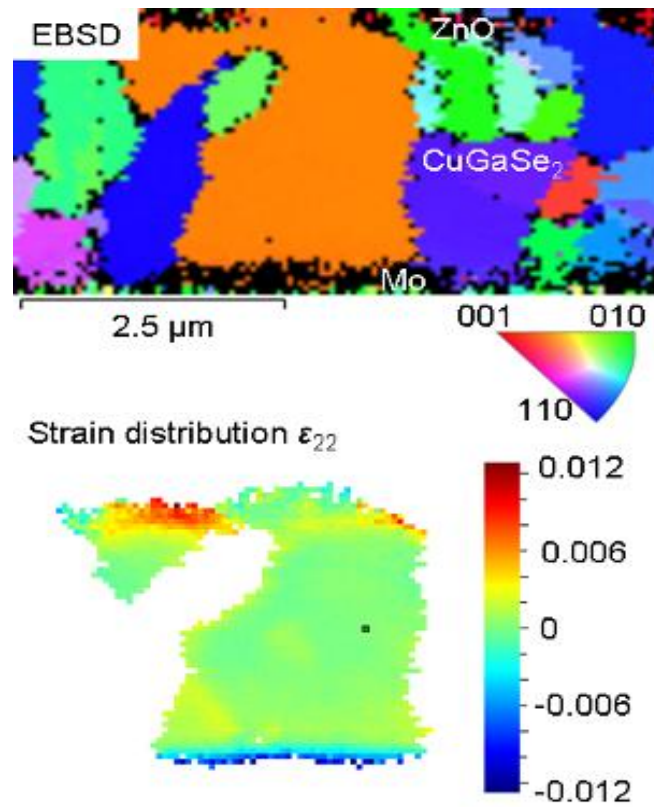 EBSD
ZnO
CuGaSe₂
Mo
2.5 µm
001 010
110
Strain distribution ε₂₂
0.012
0.006
0
-0.006
-0.012